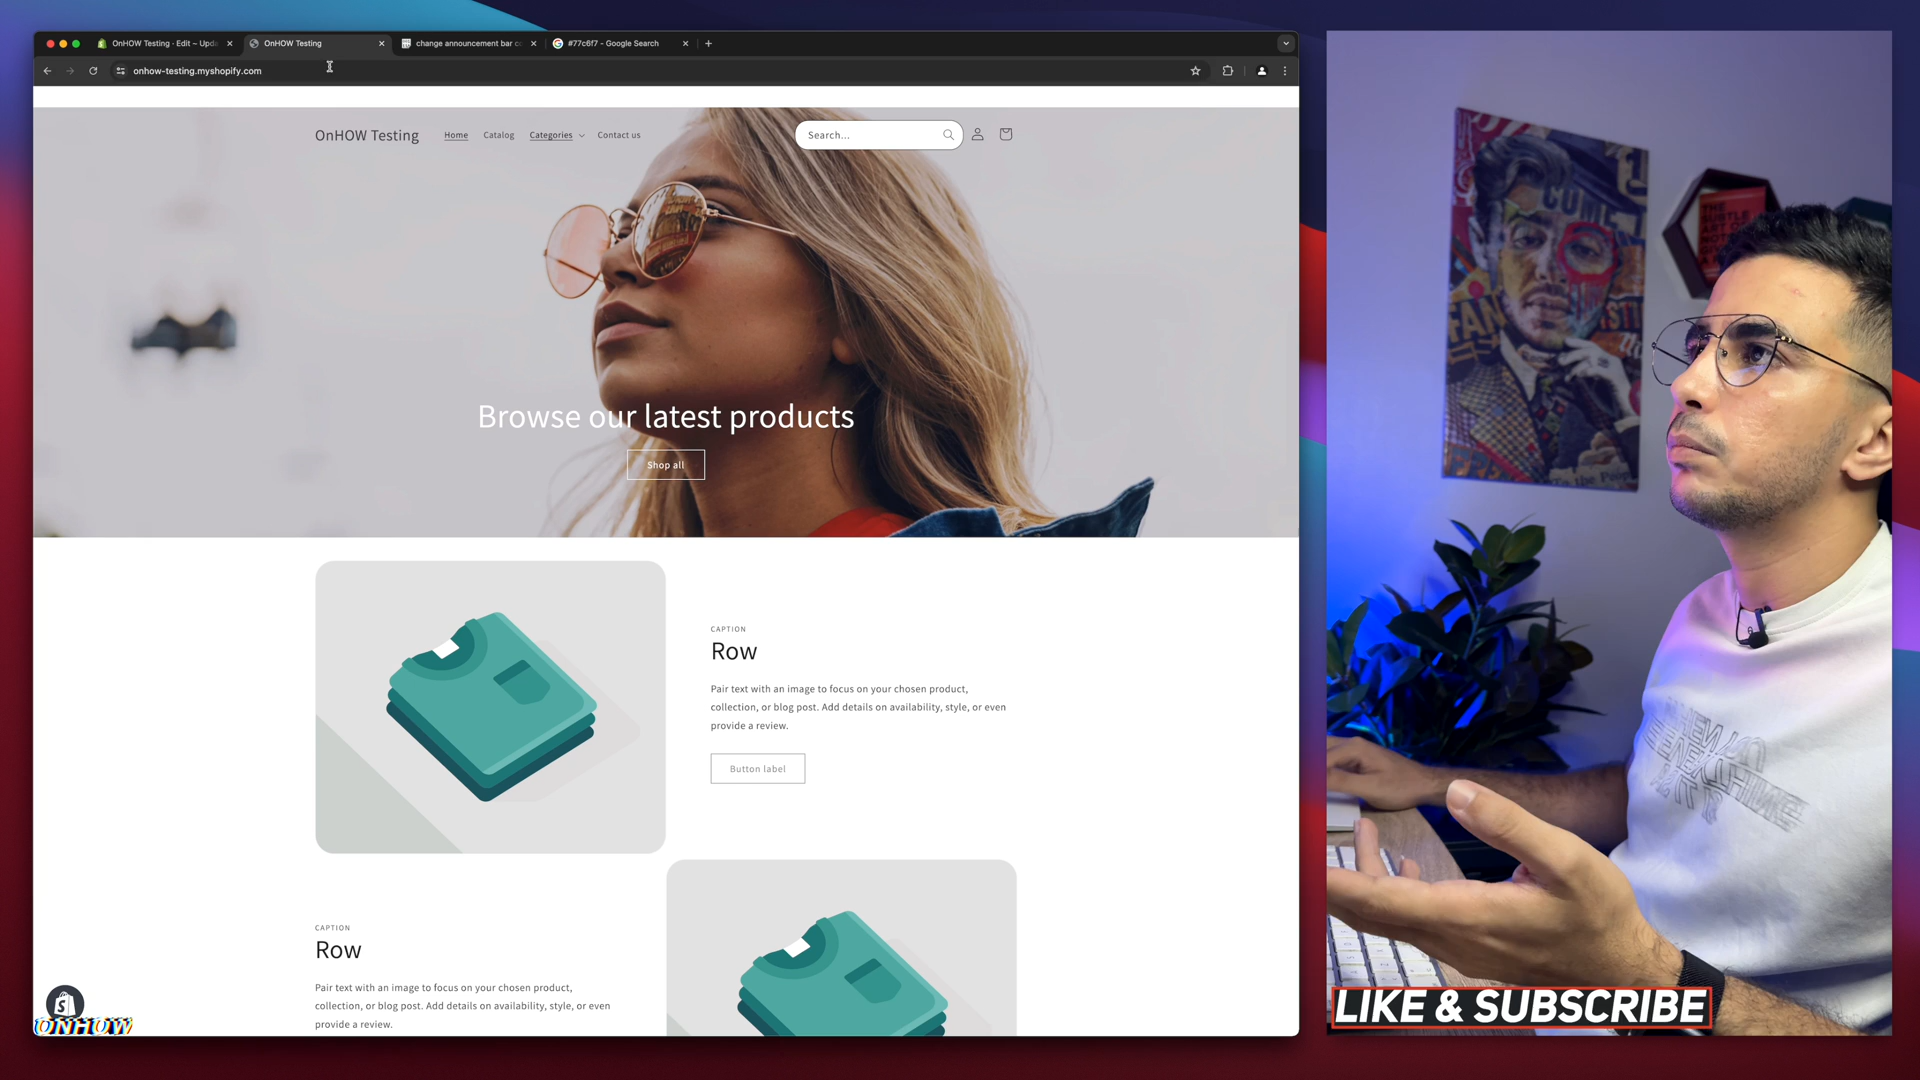 OnHOW Testing · Edit ~ Upda
OnHOW Testing
change announcement bar co
#77c6f7 - Google Search
onhow-testing.myshopify.com
OnHOW Testing
Home
Catalog
Categories
Contact us
Search...
Browse our latest products
Shop all
CAPTION
Row
Pair text with an image to focus on your chosen product,
collection, or blog post. Add details on availability, style, or even
provide a review.
Button label
CAPTION
Row
Pair text with an image to focus on your chosen product,
collection, or blog post. Add details on availability, style, or even
provide a review.
ONHOW
THE
SUBTLE
ART OF
LIKE & SUBSCRIBE